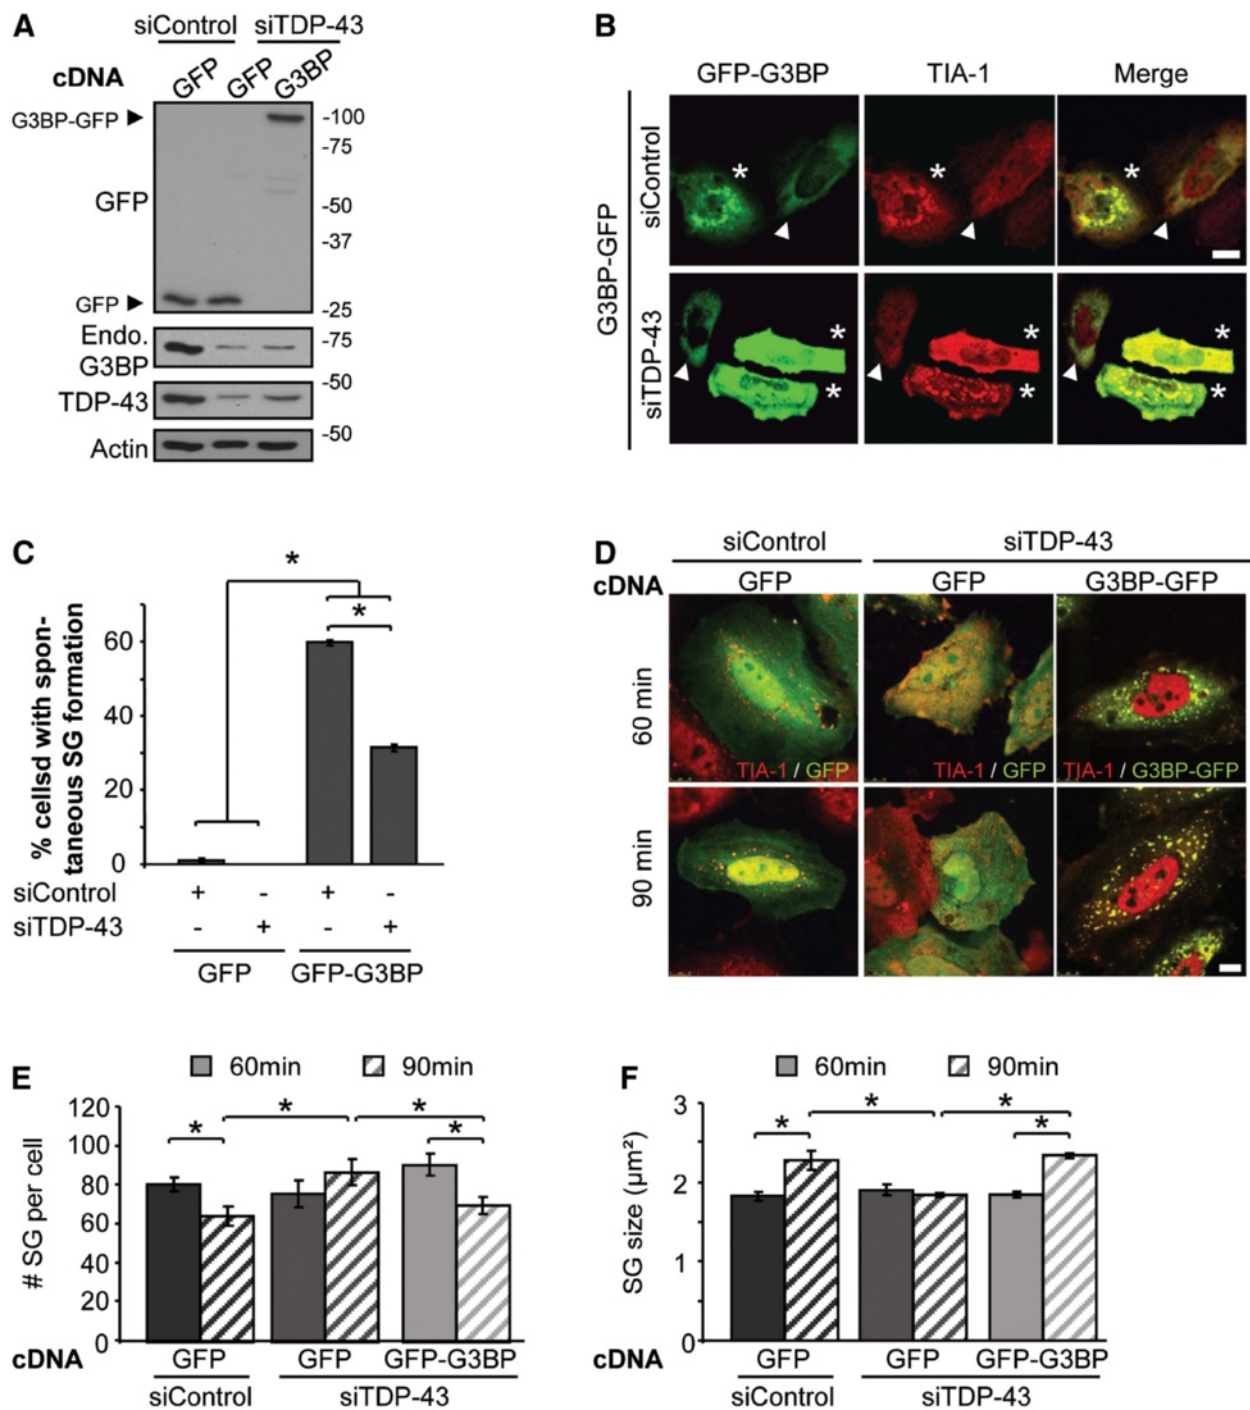 A
siControl siTDP-43
cDNA GFP GFP G3BP
G3BP-GFP
GFP
GFP
-100
-75
-50
-37
-25
Endo.
G3BP
-75
TDP-43
-50
Actin
-50
B
GFP-G3BP TIA-1 Merge
G3BP-GFP
siControl
* * *
siTDP-43
* * *
* * *
C
% cellsd with spon-
taneous SG formation
60
40
20
0
*
*
siControl + - + -
siTDP-43 - + - +
GFP GFP-G3BP
D
siControl siTDP-43
cDNA GFP GFP G3BP-GFP
60 min
TIA-1 / GFP TIA-1 / GFP TIA-1 / G3BP-GFP
90 min
E
60min 90min
# SG per cell
120
100
80
60
40
20
0
* * * *
cDNA GFP GFP GFP-G3BP
siControl siTDP-43
F
60min 90min
SG size (µm²)
3
2
1
0
* * * *
cDNA GFP GFP GFP-G3BP
siControl siTDP-43